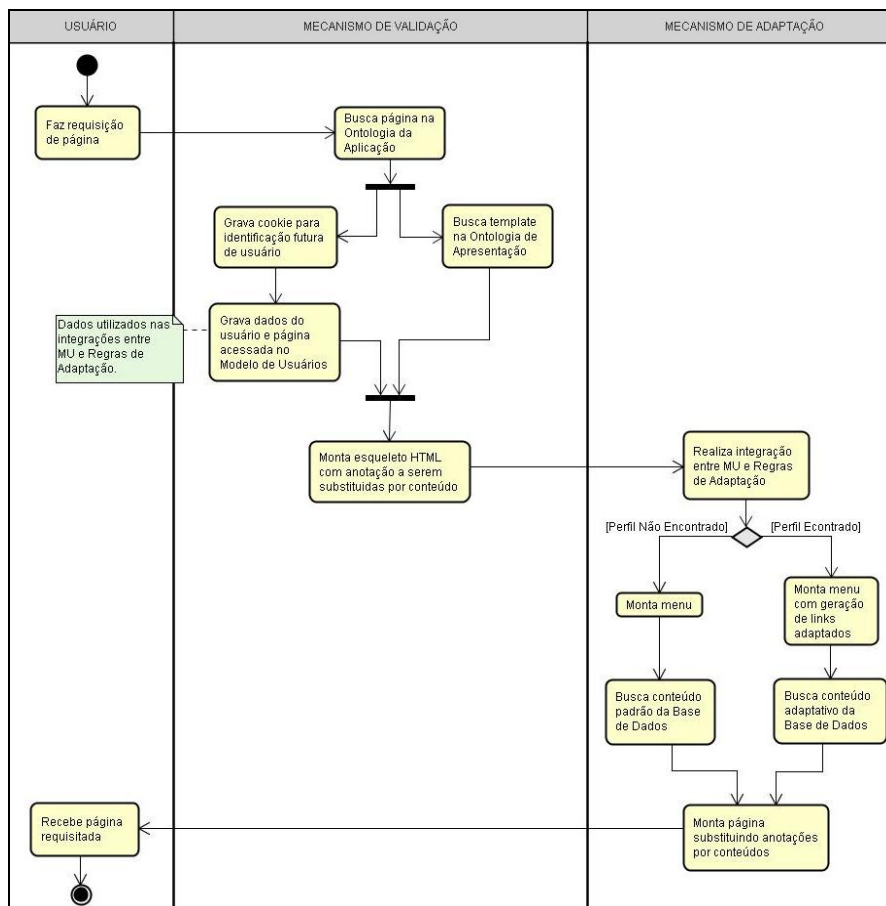 USUÁRIO
MECANISMO DE VALIDAÇÃO
MECANISMO DE ADAPTAÇÃO
Faz requisição
de página
Busca página na
Ontologia da
Aplicação
Grava cookie para
identificação futura
de usuário
Busca template
na Ontologia de
Apresentação
Dados utilizados nas
integrações entre
MU e Regras de
Adaptação.
Grava dados do
usuário e página
acessada no
Modelo de Usuários
Monta esqueleto HTML
com anotação a serem
substituidas por conteúdo
Realiza integração
entre MU e Regras
de Adaptação
[Perfil Não Encontrado]
[Perfil Econtrado]
Monta menu
Monta menu
com geração
de links
adaptados
Busca conteúdo
padrão da Base
de Dados
Busca conteúdo
adaptativo da
Base de Dados
Monta página
substituindo anotações
por conteúdos
Recebe página
requisitada